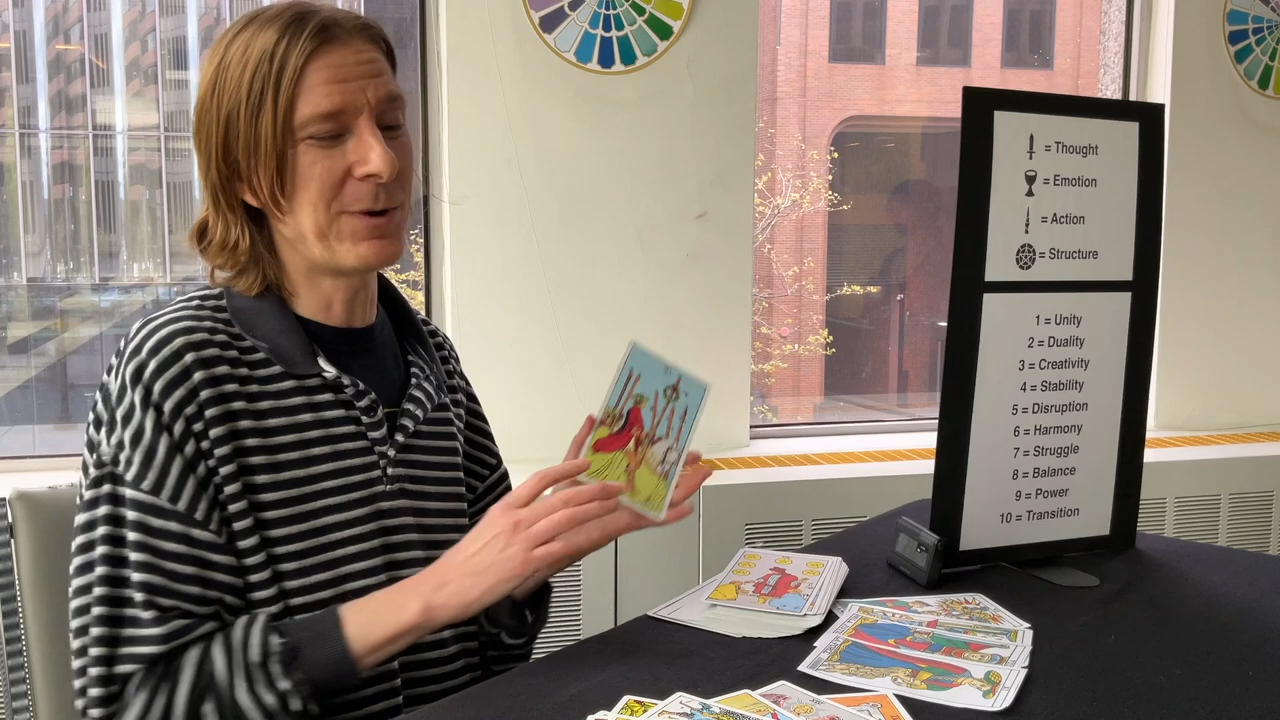 = Thought
= Emotion
= Action
= Structure
1 = Unity
2 = Duality
3 = Creativity
4 = Stability
5 = Disruption
6 = Harmony
7 = Struggle
8 = Balance
9 = Power
10 = Transition